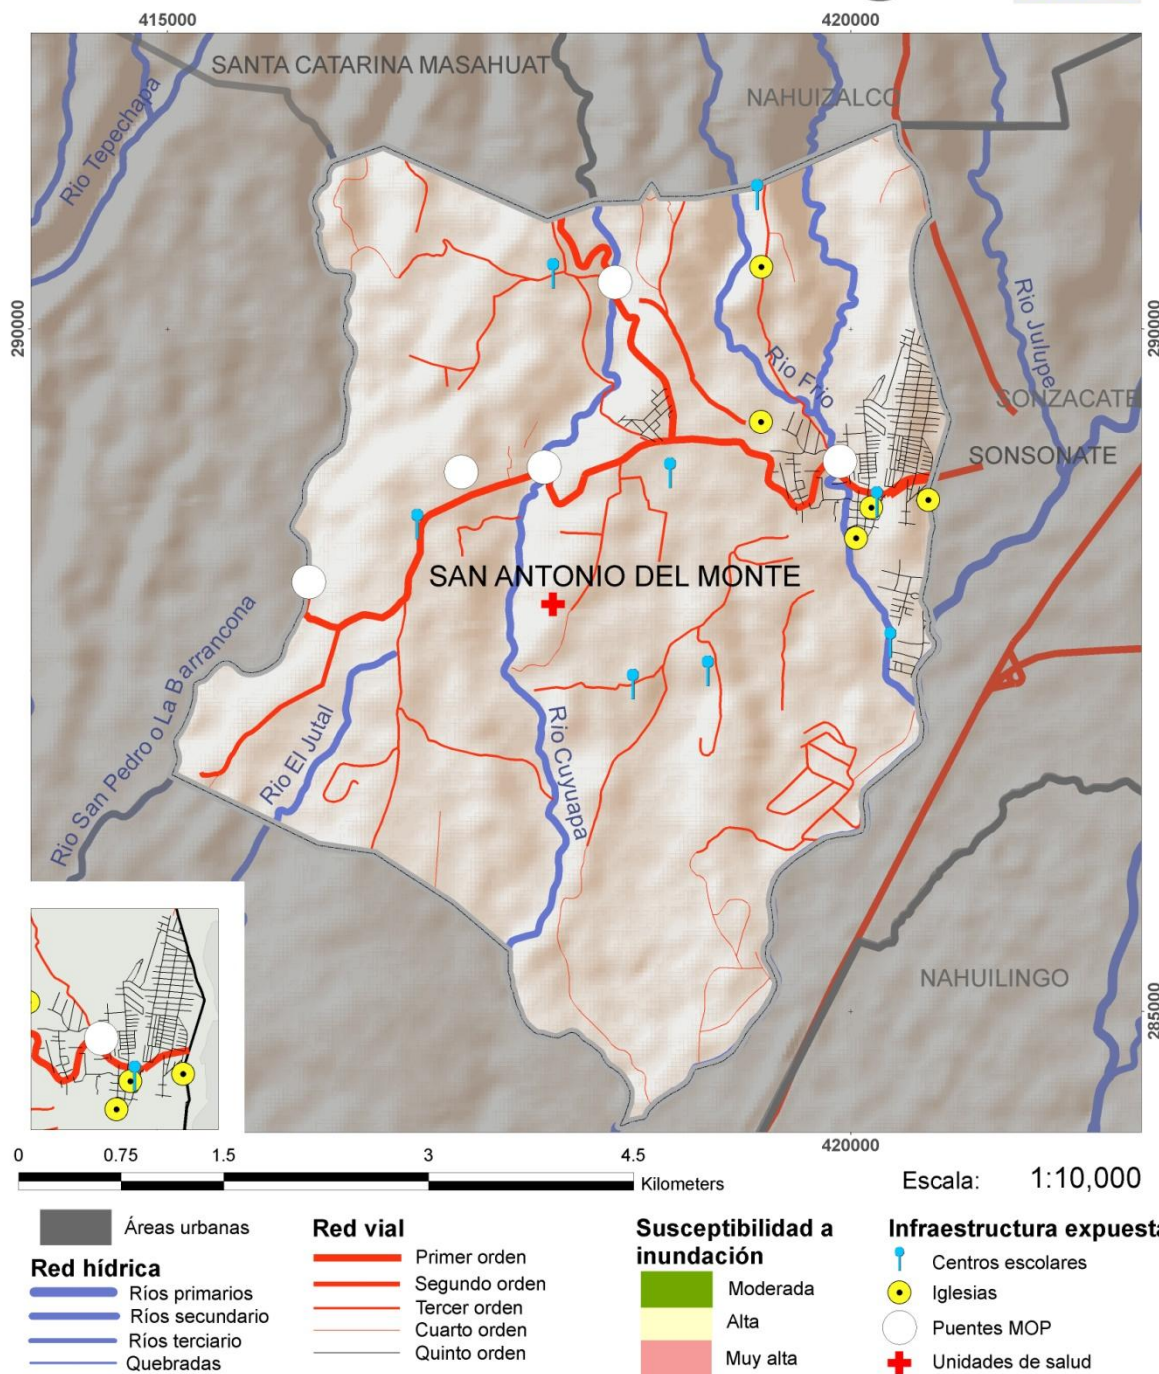 415000
420000
SANTA CATARINA MASAHUAT
NAHUIZALCO
Rio Tepechapa
290000
290000
Rio Julupe
Rio Frio
SONZACATE
SONSONATE
SAN ANTONIO DEL MONTE
Rio San Pedro o La Barrancona
Rio El Jutal
Rio Cuyuapa
NAHUILINGO
285000
420000
0 0.75 1.5 3 4.5
Kilometers
Escala: 1:10,000
Áreas urbanas
Red hídrica
Ríos primarios
Ríos secundario
Ríos terciario
Quebradas
Red vial
Primer orden
Segundo orden
Tercer orden
Cuarto orden
Quinto orden
Susceptibilidad a
inundación
Moderada
Alta
Muy alta
Infraestructura expuesta
Centros escolares
Iglesias
Puentes MOP
Unidades de salud